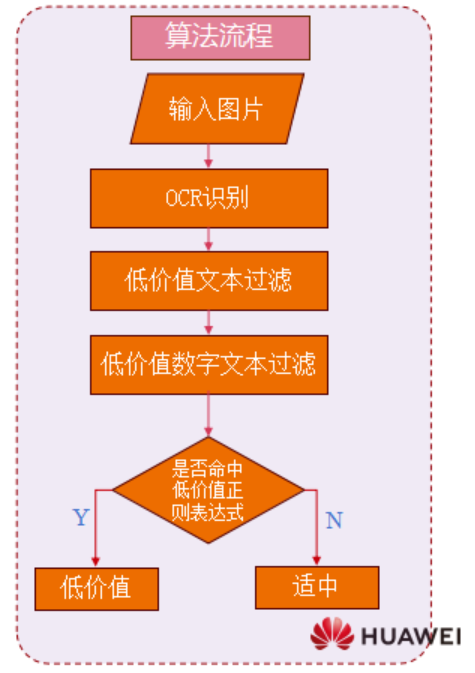 算法流程
输入图片
OCR识别
低价值文本过滤
低价值数字文本过滤
是否命中
低价值正
则表达式
Y
N
低价值
适中
HUAWEI